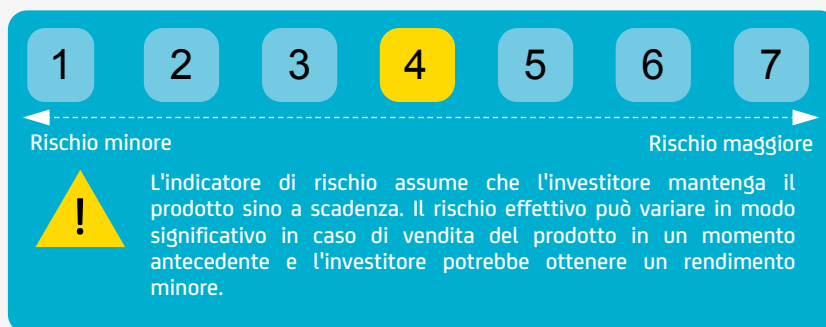 1 2 3 4 5 6 7
Rischio minore Rischio maggiore
!
L'indicatore di rischio assume che l'investitore mantenga il
prodotto sino a scadenza. Il rischio effettivo può variare in modo
significativo in caso di vendita del prodotto in un momento
antecedente e l'investitore potrebbe ottenere un rendimento
minore.